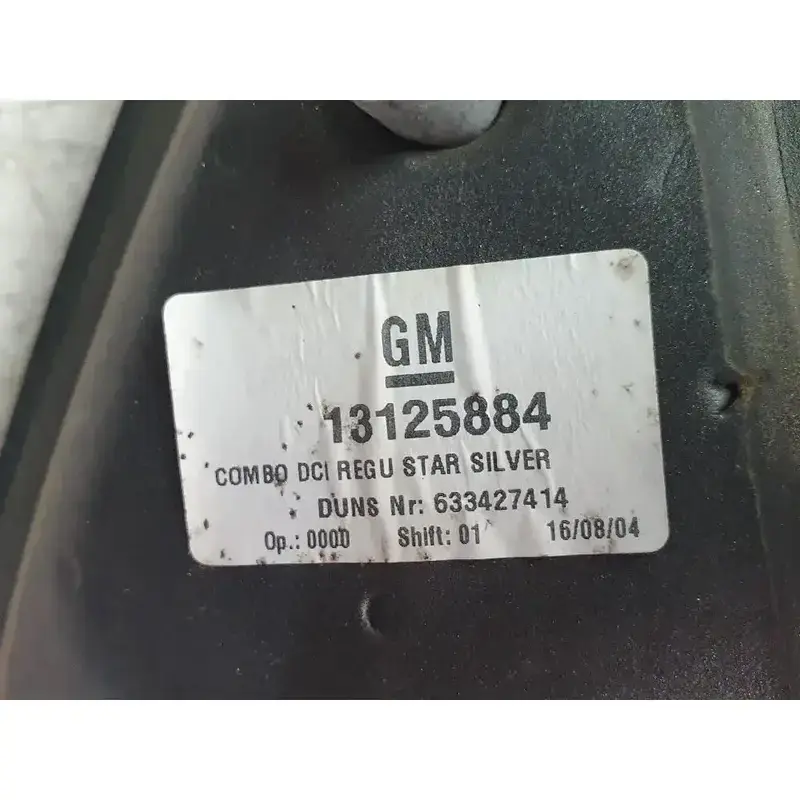 GM
13125884
COMBO DCI REGU STAR SILVER
DUNS Nr: 633427414
Op.: 0000 Shift: 01 16/08/04